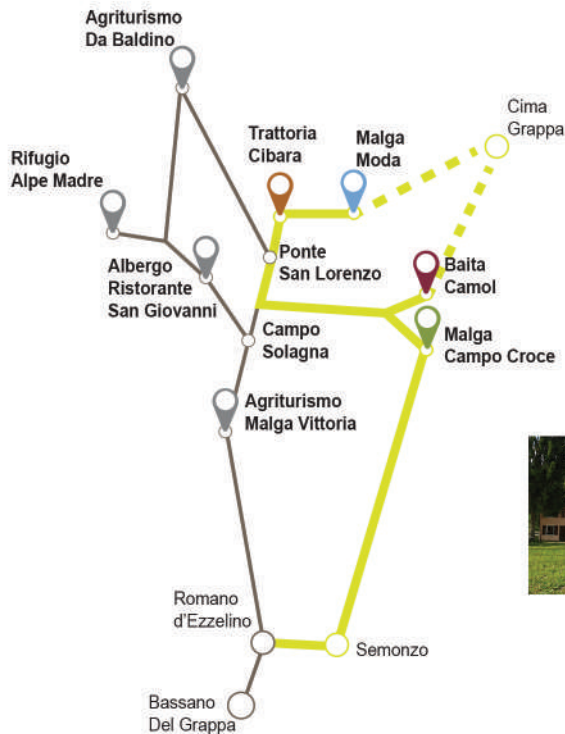 Agriturismo
Da Baldino
Cima
Grappa
Trattoria
Cibara
Malga
Moda
Rifugio
Alpe Madre
Ponte
San Lorenzo
Baita
Camol
Albergo
Ristorante
San Giovanni
Campo
Solagna
Malga
Campo Croce
Agriturismo
Malga Vittoria
Romano
d'Ezzelino
Semonzo
Bassano
Del Grappa